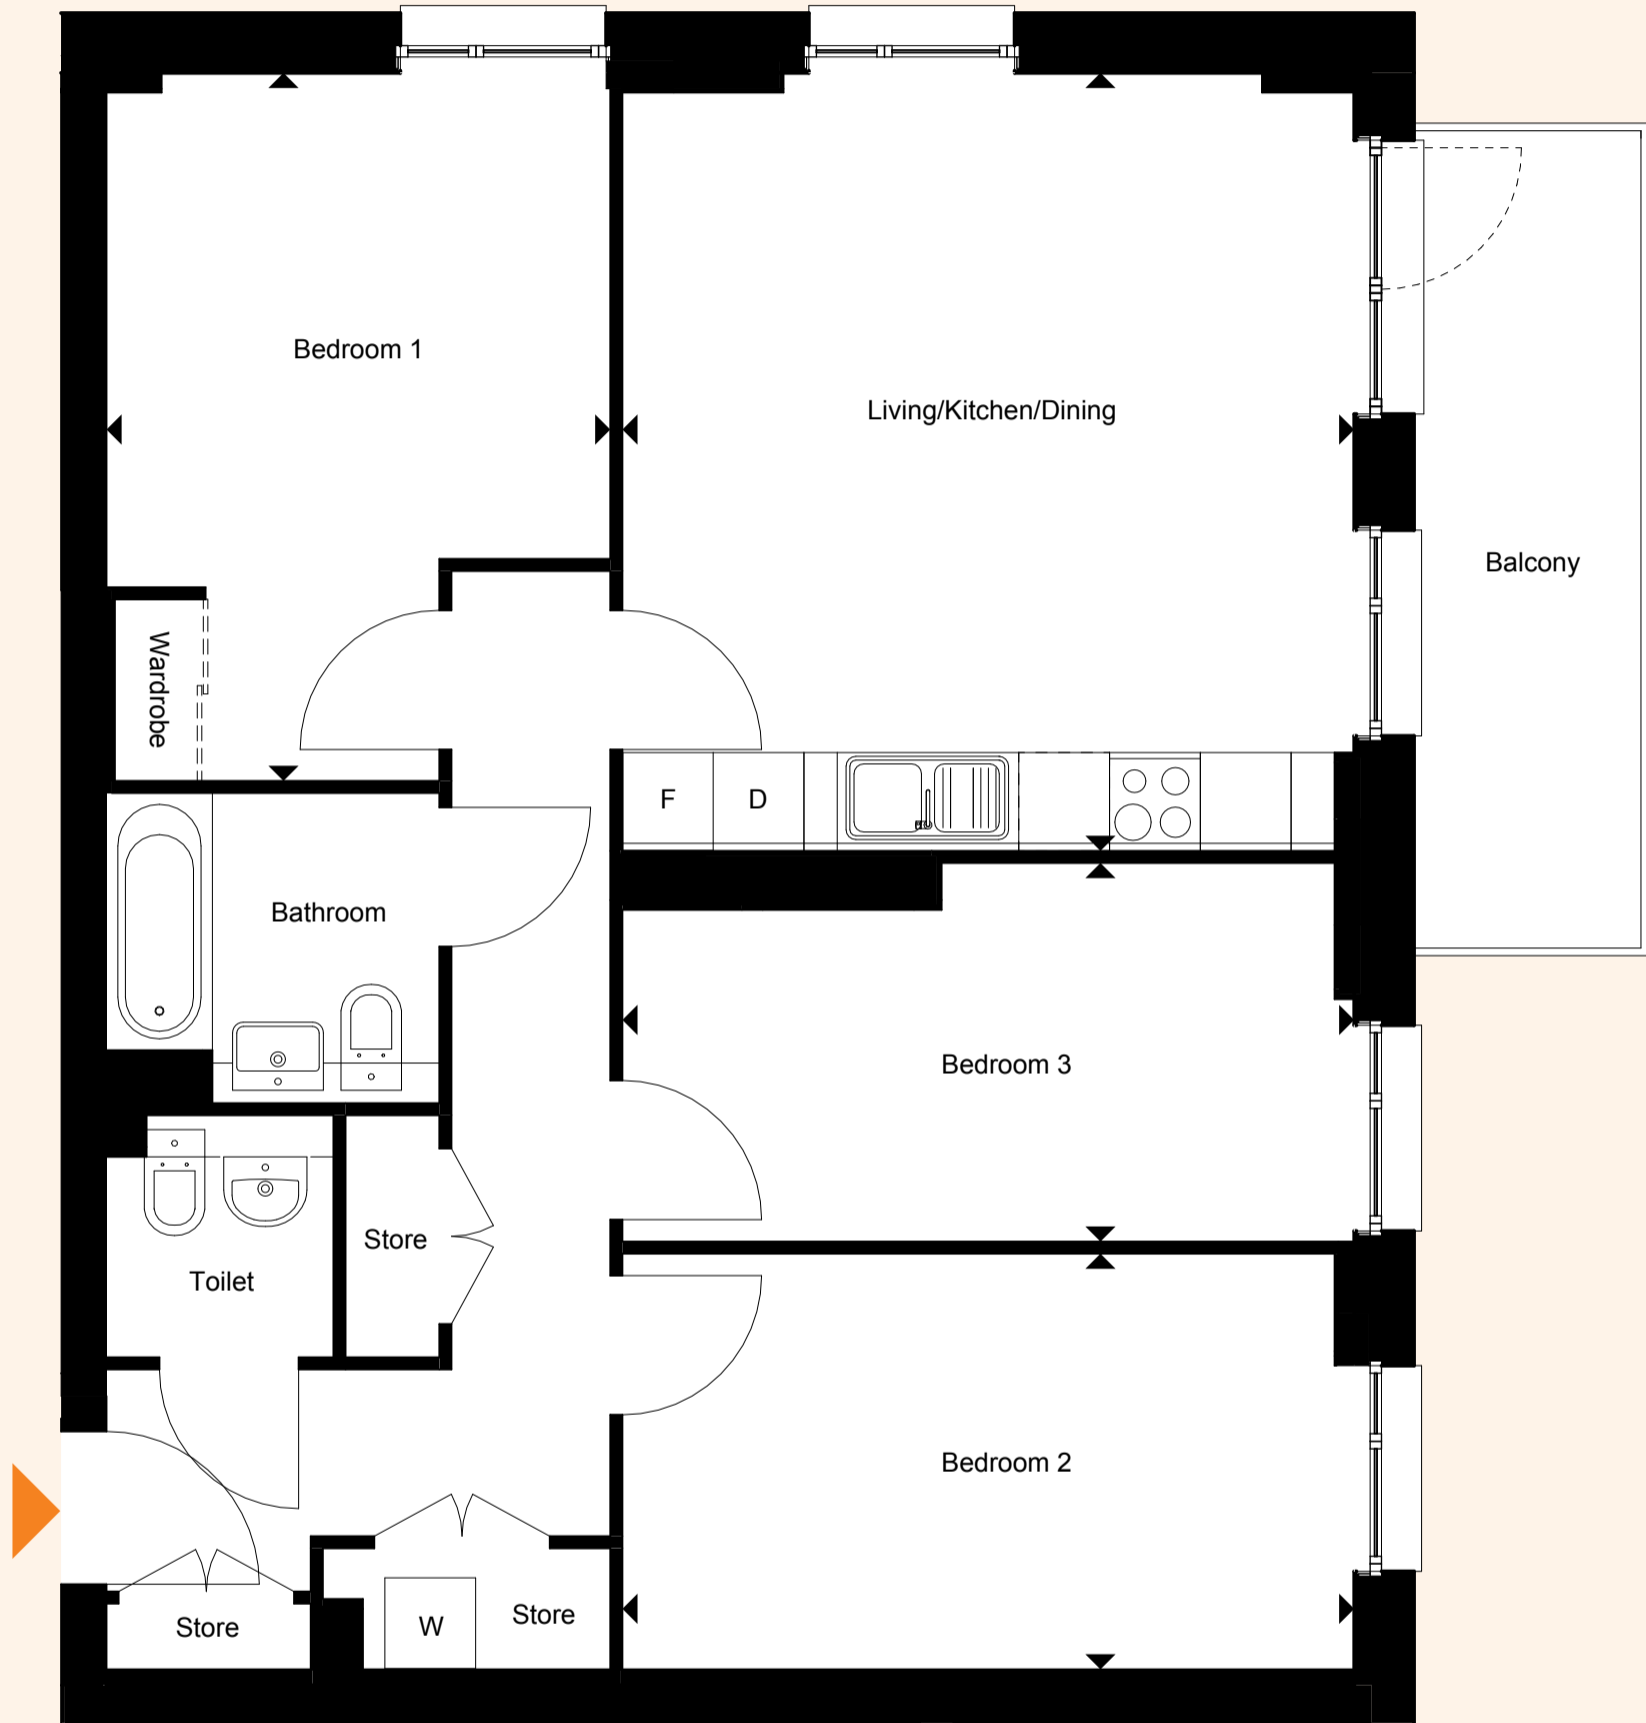 Bedroom 1
Living/Kitchen/Dining
Balcony
Wardrobe
F
D
Bathroom
Bedroom 3
Store
Toilet
Bedroom 2
Store
W
Store